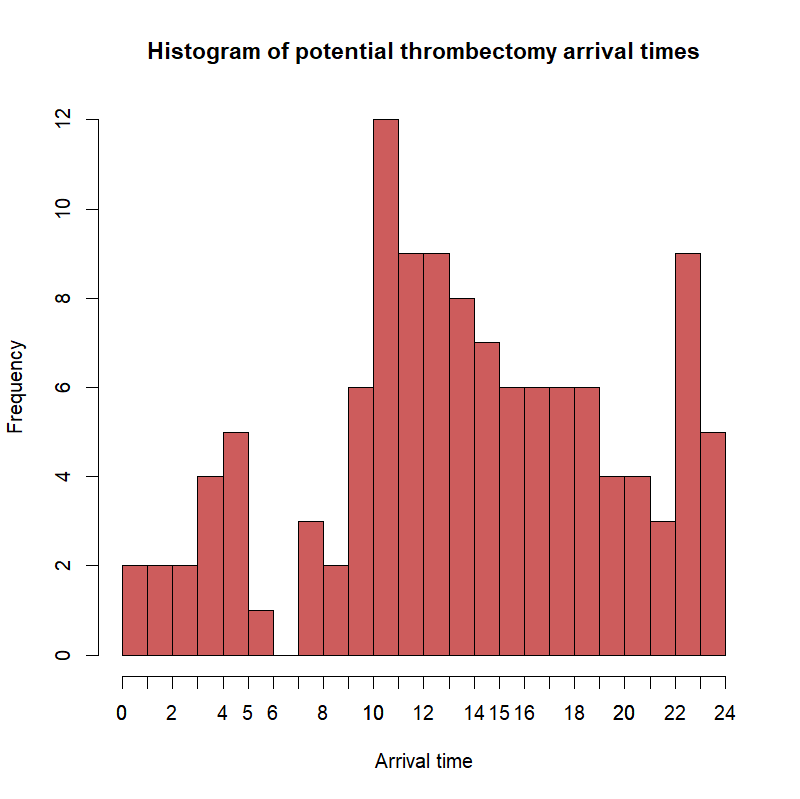 Histogram of potential thrombectomy arrival times
12
10
8
6
4
2
0
Frequency
0 2 4 5 6 8 10 12 14 15 16 18 20 22 24
Arrival time